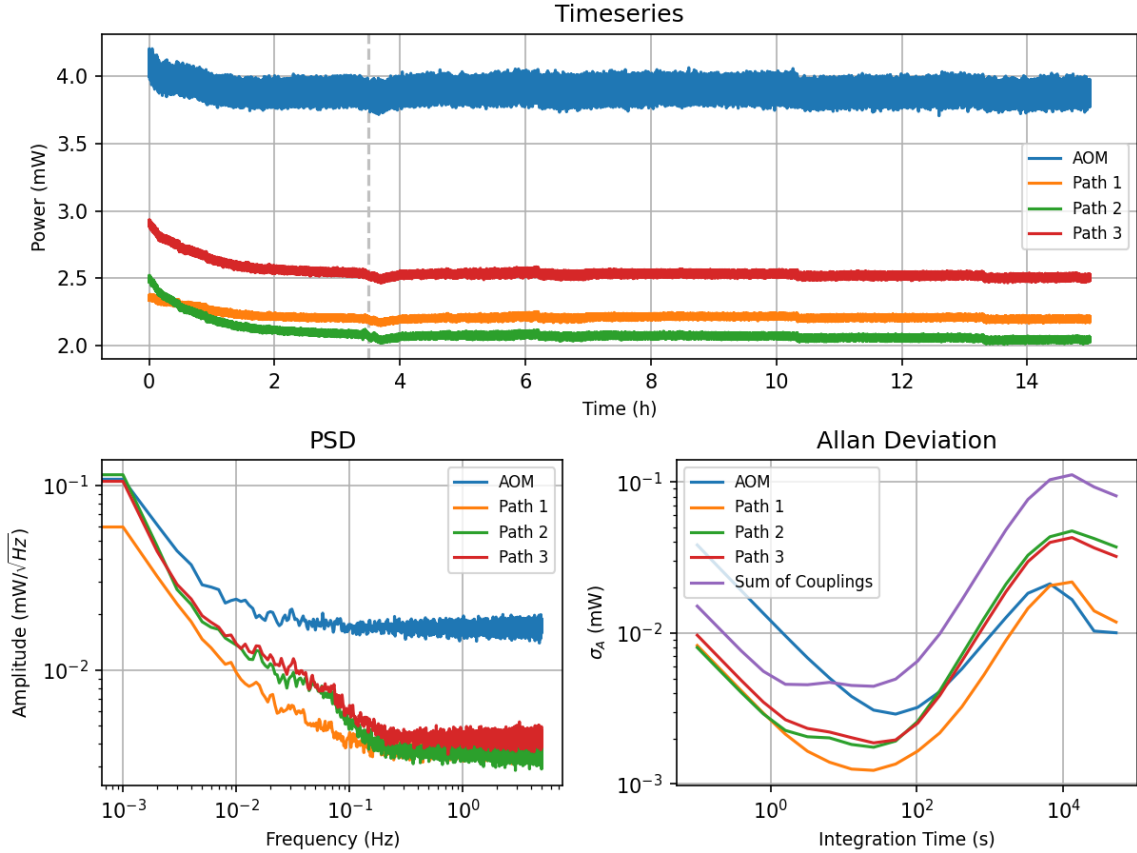 Timeseries
Power (mW)
4.0
3.5
3.0
2.5
2.0
0 2 4 6 8 10 12 14
Time (h)
AOM
Path 1
Path 2
Path 3
PSD
Amplitude (mW/√Hz)
10⁻¹
10⁻²
10⁻³ 10⁻² 10⁻¹ 10⁰
Frequency (Hz)
AOM
Path 1
Path 2
Path 3
Allan Deviation
σ_A (mW)
10⁻¹
10⁻²
10⁻³
10⁰ 10² 10⁴
Integration Time (s)
AOM
Path 1
Path 2
Path 3
Sum of Couplings